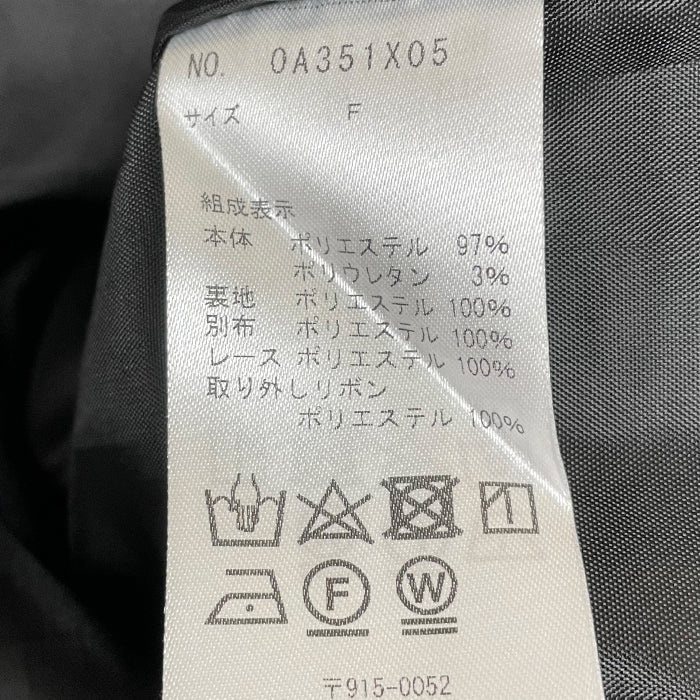 NO. 0A351X05
サイズ F
組成表示
本体 ポリエステル 97%
ポリウレタン 3%
裏地 ポリエステル 100%
別布 ポリエステル 100%
レース ポリエステル 100%
取り外しリボン
ポリエステル 100%
F W
〒915-0052